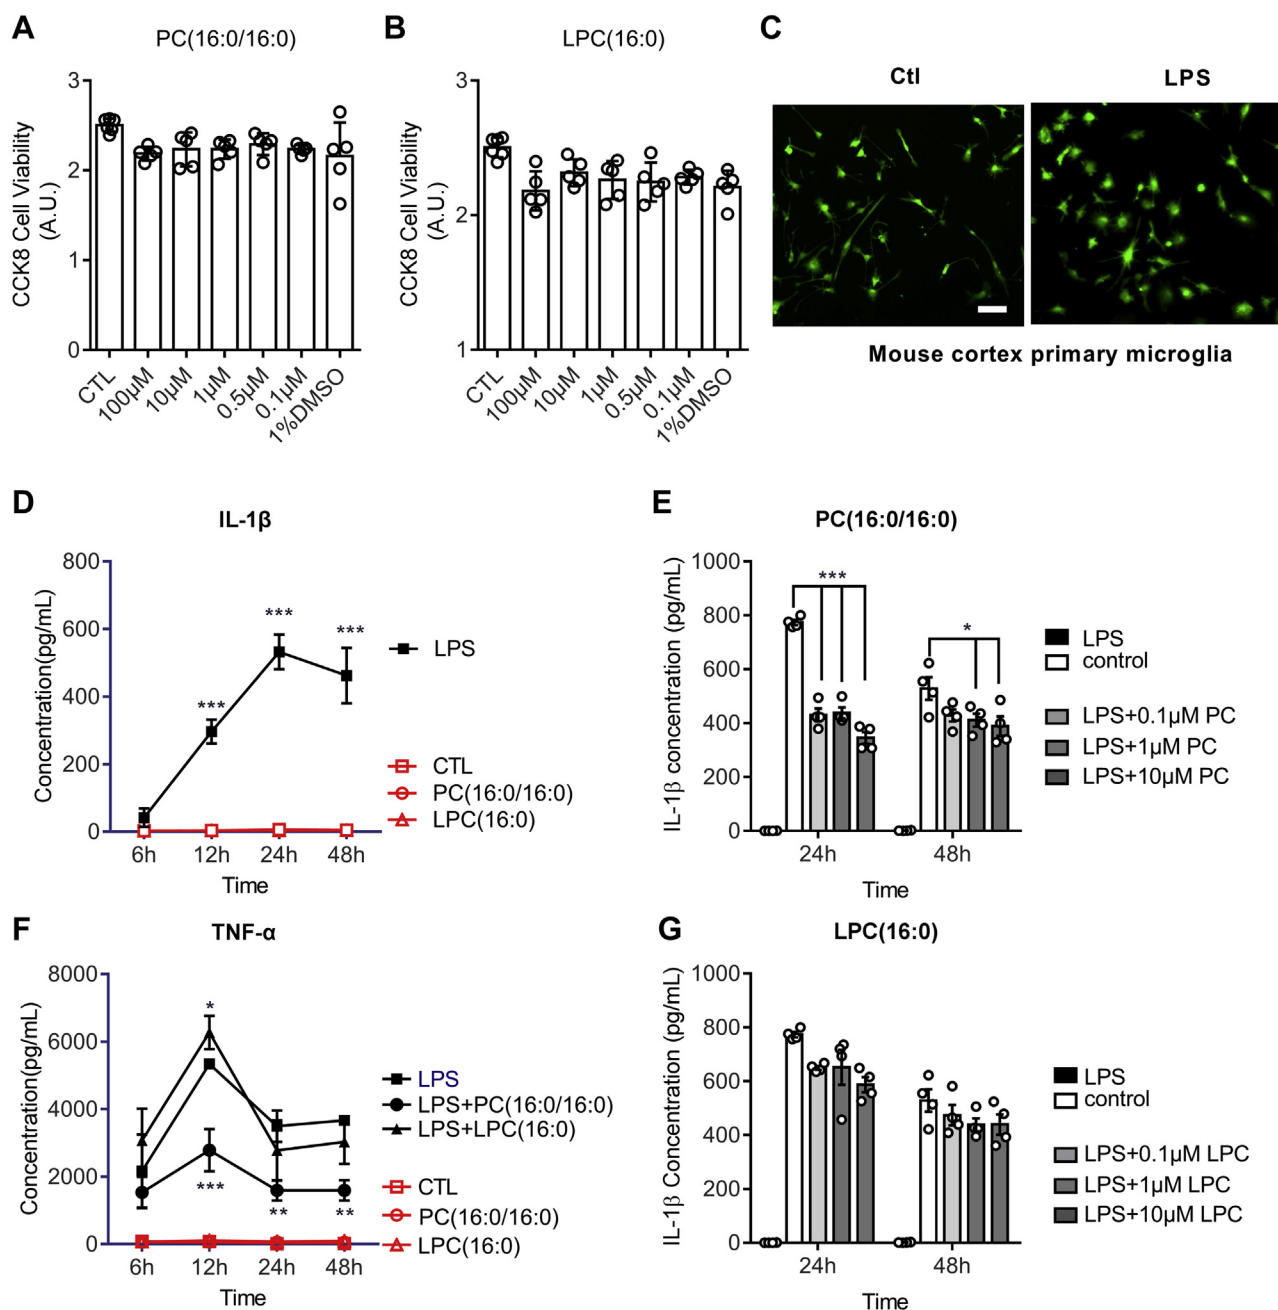 A
PC(16:0/16:0)
CCK8 Cell Viability
(A.U.)
3
2
1
0
CTL
100μM
10μM
1μM
0.5μM
0.1μM
1%DMSO
B
LPC(16:0)
CCK8 Cell Viability
(A.U.)
3
2
1
CTL
100μM
10μM
1μM
0.5μM
0.1μM
1%DMSO
C
Ctl
LPS
Mouse cortex primary microglia
D
IL-1β
Concentration(pg/mL)
800
600
400
200
0
***
***
***
6h
12h
24h
48h
Time
LPS
CTL
PC(16:0/16:0)
LPC(16:0)
E
PC(16:0/16:0)
IL-1β concentration (pg/mL)
1000
800
600
400
200
0
***
*
24h
48h
Time
LPS
control
LPS+0.1μM PC
LPS+1μM PC
LPS+10μM PC
F
TNF-α
Concentration(pg/mL)
8000
6000
4000
2000
0
*
***
**
**
6h
12h
24h
48h
Time
LPS
LPS+PC(16:0/16:0)
LPS+LPC(16:0)
CTL
PC(16:0/16:0)
LPC(16:0)
G
LPC(16:0)
IL-1β Concentration (pg/mL)
1000
800
600
400
200
0
24h
48h
Time
LPS
control
LPS+0.1μM LPC
LPS+1μM LPC
LPS+10μM LPC